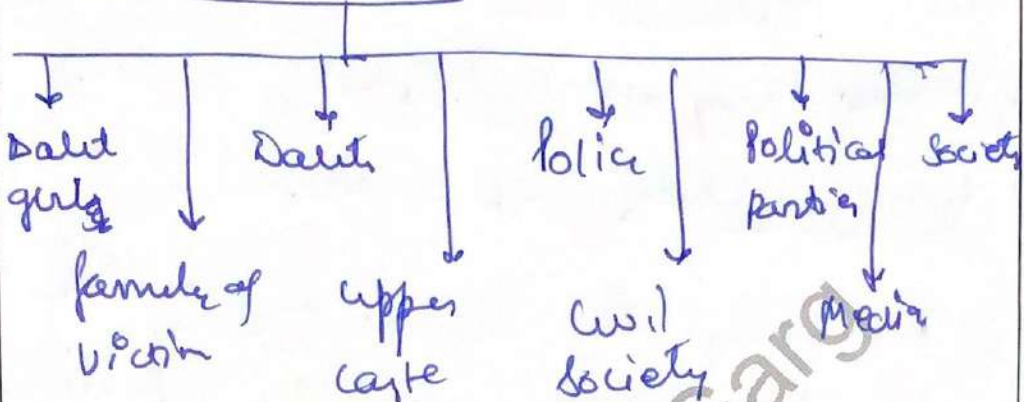 Dalit
girls
family of
victim
Dalits
upper
caste
Police
Civil
society
Political
parties
Media
society